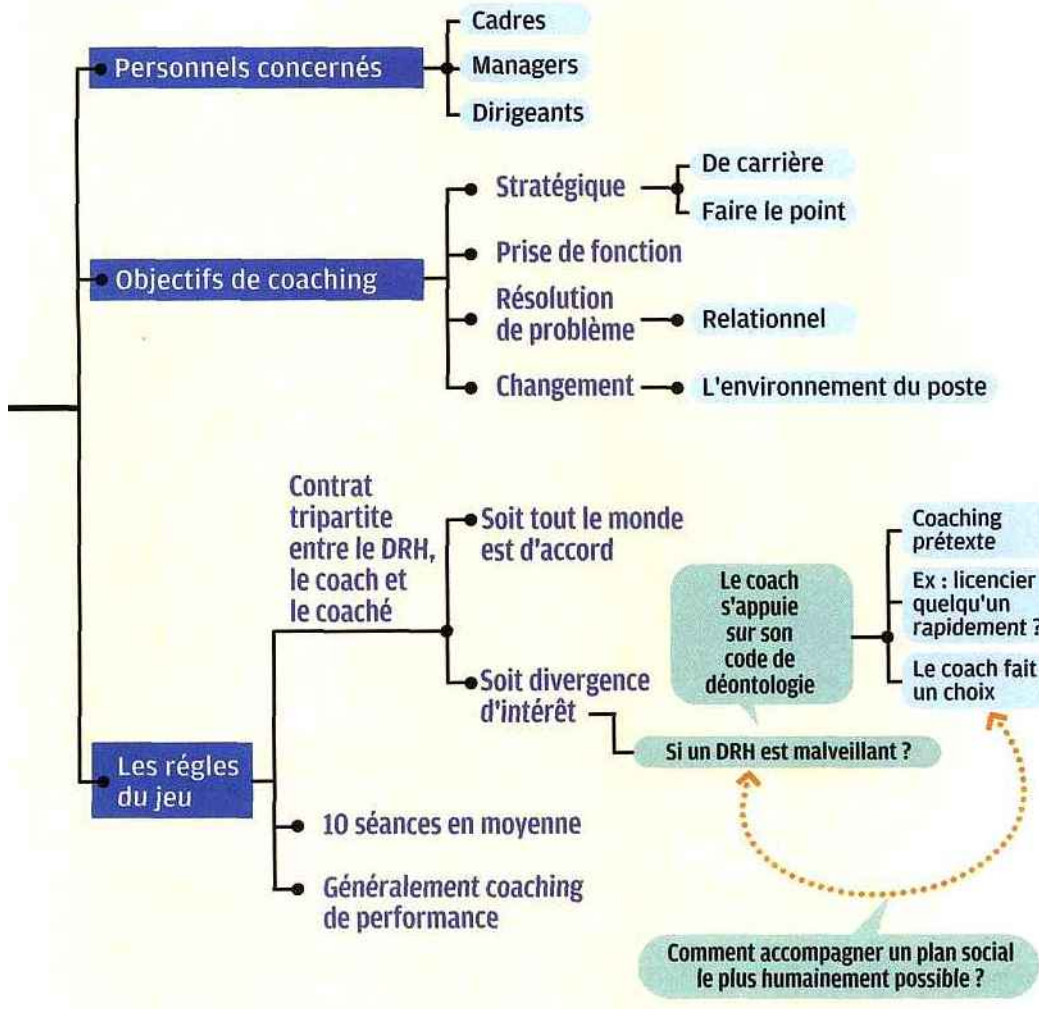 Personnels concernés
Cadres
Managers
Dirigeants
Objectifs de coaching
Stratégique
De carrière
Faire le point
Prise de fonction
Résolution
de problème
Relationnel
Changement
L'environnement du poste
Les régles
du jeu
Contrat
tripartite
entre le DRH,
le coach et
le coaché
Soit tout le monde
est d'accord
Soit divergence
d'intérêt
Si un DRH est malveillant ?
Le coach
s'appuie
sur son
code de
déontologie
Coaching
prétexte
Ex : licencier
quelqu'un
rapidement ?
Le coach fait
un choix
10 séances en moyenne
Généralement coaching
de performance
Comment accompagner un plan social
le plus humainement possible ?